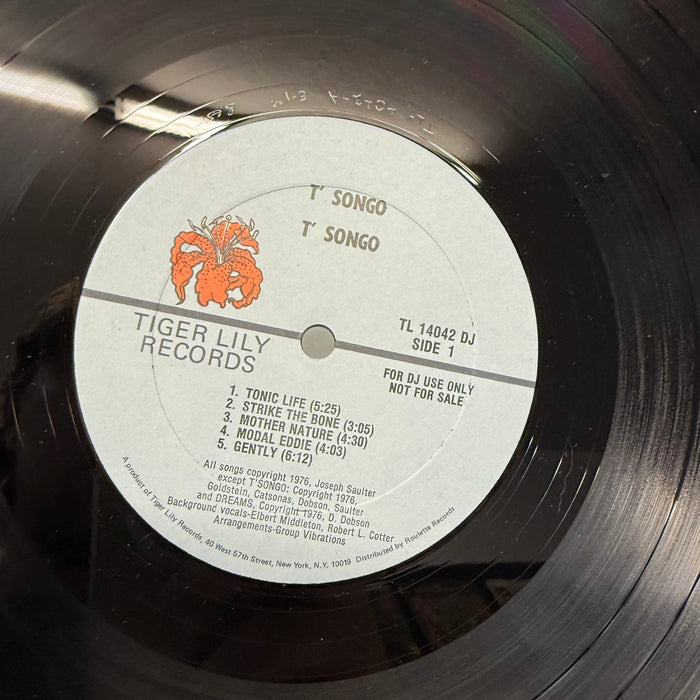 T' SONGO
T' SONGO
TIGER LILY
RECORDS
TL 14042 DJ
SIDE 1
FOR DJ USE ONLY
NOT FOR SALE
1. TONIC LIFE (5:25)
2. STRIKE THE BONE (3:05)
3. MOTHER NATURE (4:30)
4. MODAL EDDIE (4:03)
5. GENTLY (6:12)
All songs copyright 1976, Joseph Saulter
except T'SONGO: Copyright 1976,
Goldstein, Catsonas, Dobson, Saulter
and DREAMS, Copyright 1976, D. Dobson
Background vocals-Elbert Middleton, Robert L. Cotter
Arrangements-Group Vibrations
A product of Tiger Lily Records, 40 West 57th Street, New York, N.Y. 10019 Distributed by Roulette Records